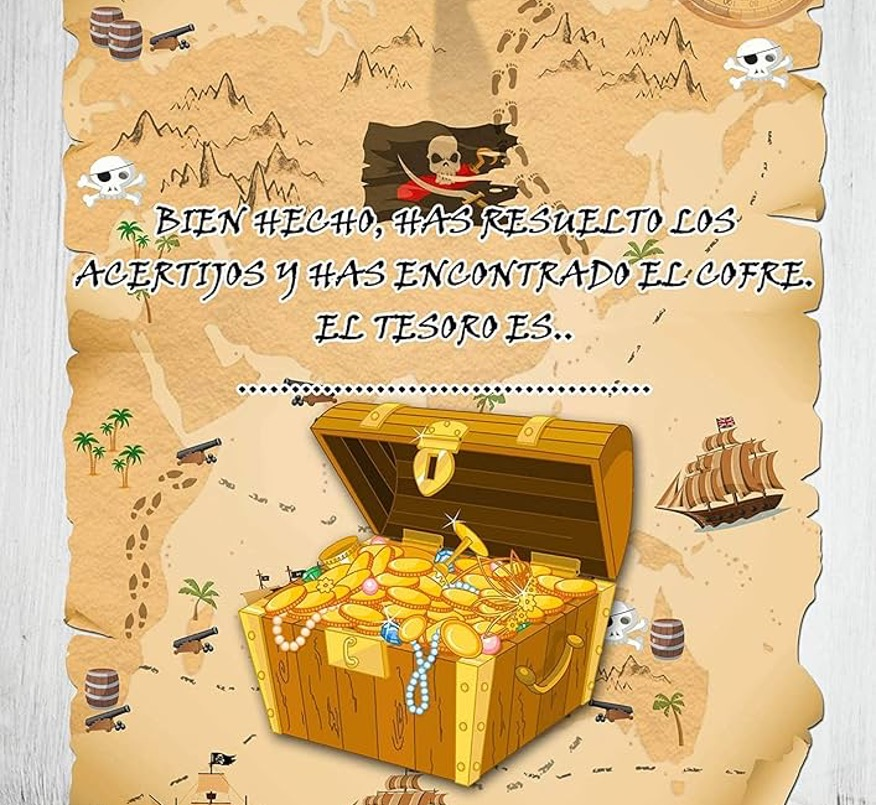 BIEN HECHO, HAS RESUELTO LOS
ACERTIJOS Y HAS ENCONTRADO EL COFRE.
EL TESORO ES..